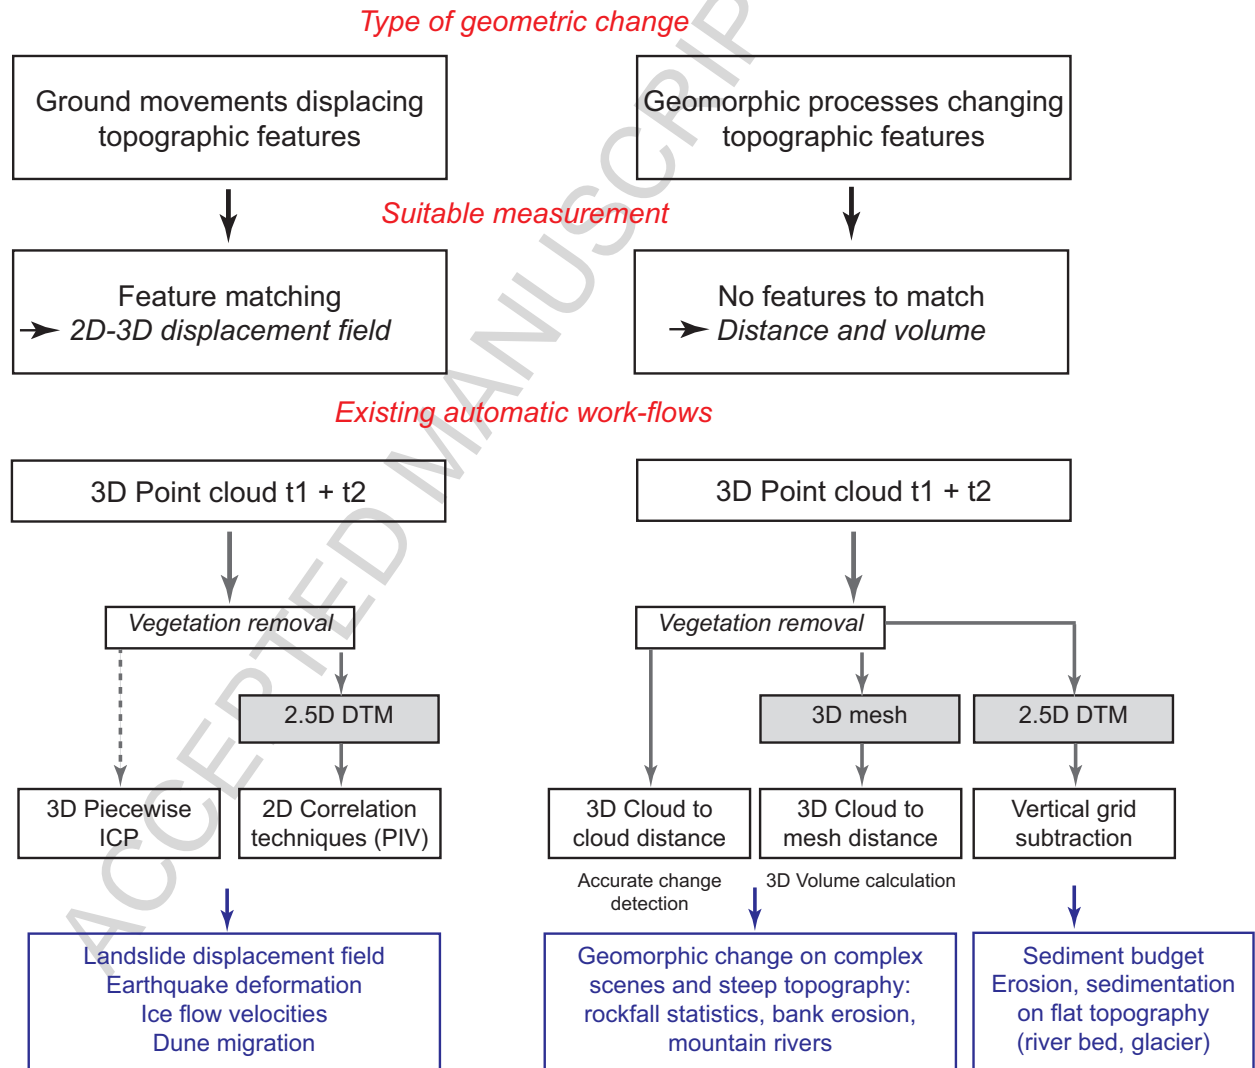 Type of geometric change
Ground movements displacing
topographic features
Geomorphic processes changing
topographic features
Suitable measurement
Feature matching
2D-3D displacement field
No features to match
Distance and volume
Existing automatic work-flows
3D Point cloud t1 + t2
3D Point cloud t1 + t2
Vegetation removal
Vegetation removal
2.5D DTM
3D mesh
2.5D DTM
3D Piecewise
ICP
2D Correlation
techniques (PIV)
3D Cloud to
cloud distance
3D Cloud to
mesh distance
Vertical grid
subtraction
Accurate change
detection
3D Volume calculation
Landslide displacement field
Earthquake deformation
Ice flow velocities
Dune migration
Geomorphic change on complex
scenes and steep topography:
rockfall statistics, bank erosion,
mountain rivers
Sediment budget
Erosion, sedimentation
on flat topography
(river bed, glacier)
ACCEPTED MANUSCRIP